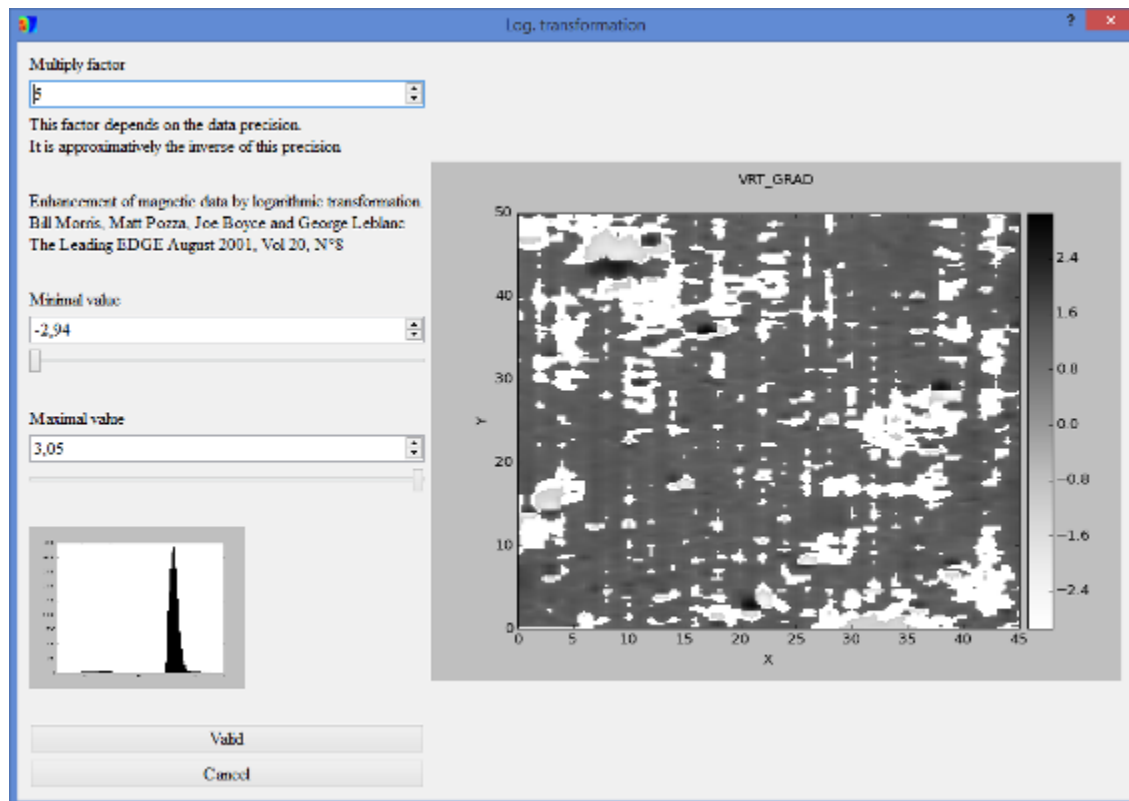 Log. transformation
?
Multiply factor
5
This factor depends on the data precision.
It is approximatively the inverse of this precision
Enhancement of magnetic data by logarithmic transformation
Bill Morris, Matt Pozza, Joe Boyce and George Leblanc
The Leading EDGE August 2001, Vol 20, N°8
Minimal value
-2,94
Maximal value
3,05
Valid
Cancel
VRT_GRAD
50
40
30
20
10
0
Y
0 5 10 15 20 25 30 35 40 45
X
2.4
1.6
0.8
0.0
−0.8
−1.6
−2.4